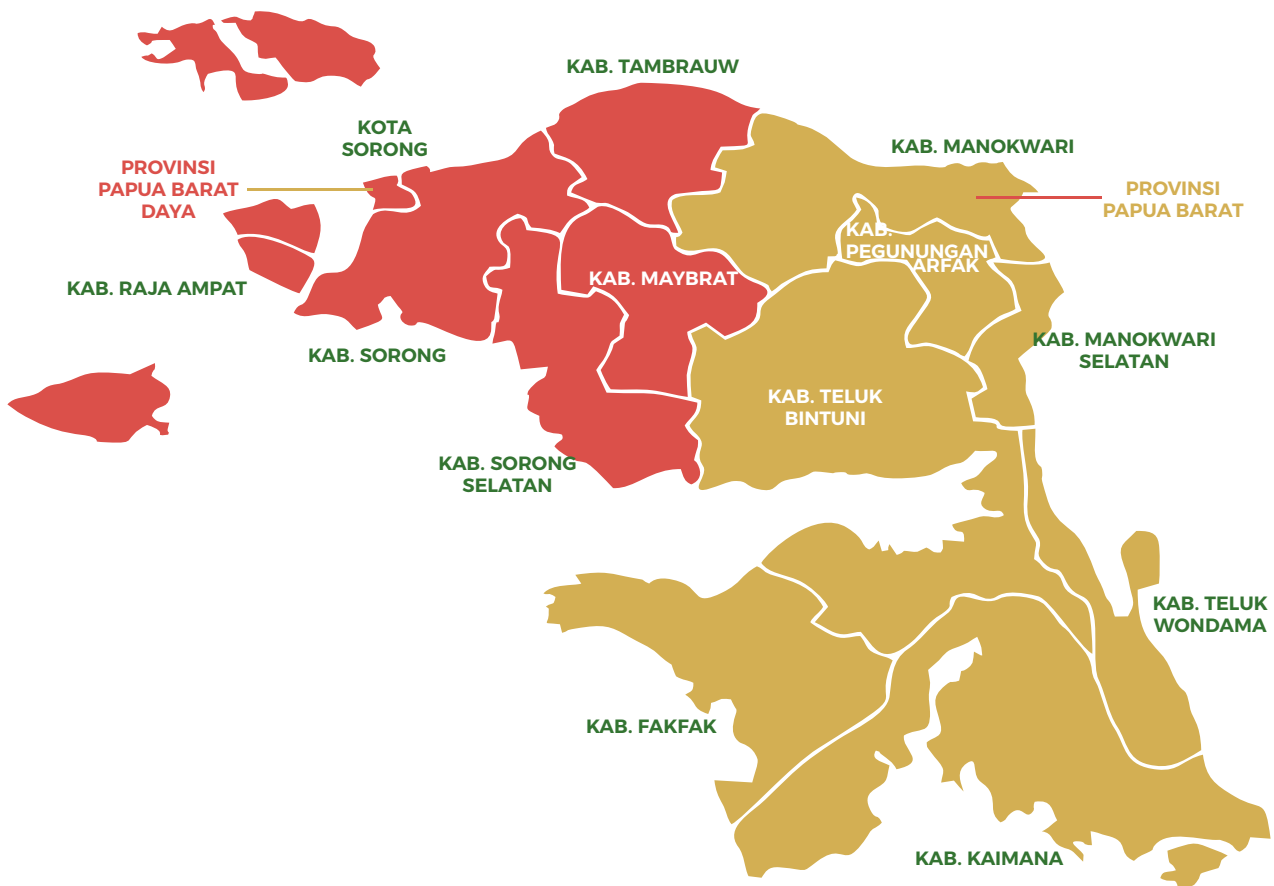 KAB. TAMBRAUW
KOTA
SORONG
KAB. MANOKWARI
PROVINSI
PAPUA BARAT
DAYA
PROVINSI
PAPUA BARAT
KAB.
PEGUNUNGAN
ARFAK
KAB. MAYBRAT
KAB. RAJA AMPAT
KAB. SORONG
KAB. MANOKWARI
SELATAN
KAB. TELUK
BINTUNI
KAB. SORONG
SELATAN
KAB. TELUK
WONDAMA
KAB. FAKFAK
KAB. KAIMANA